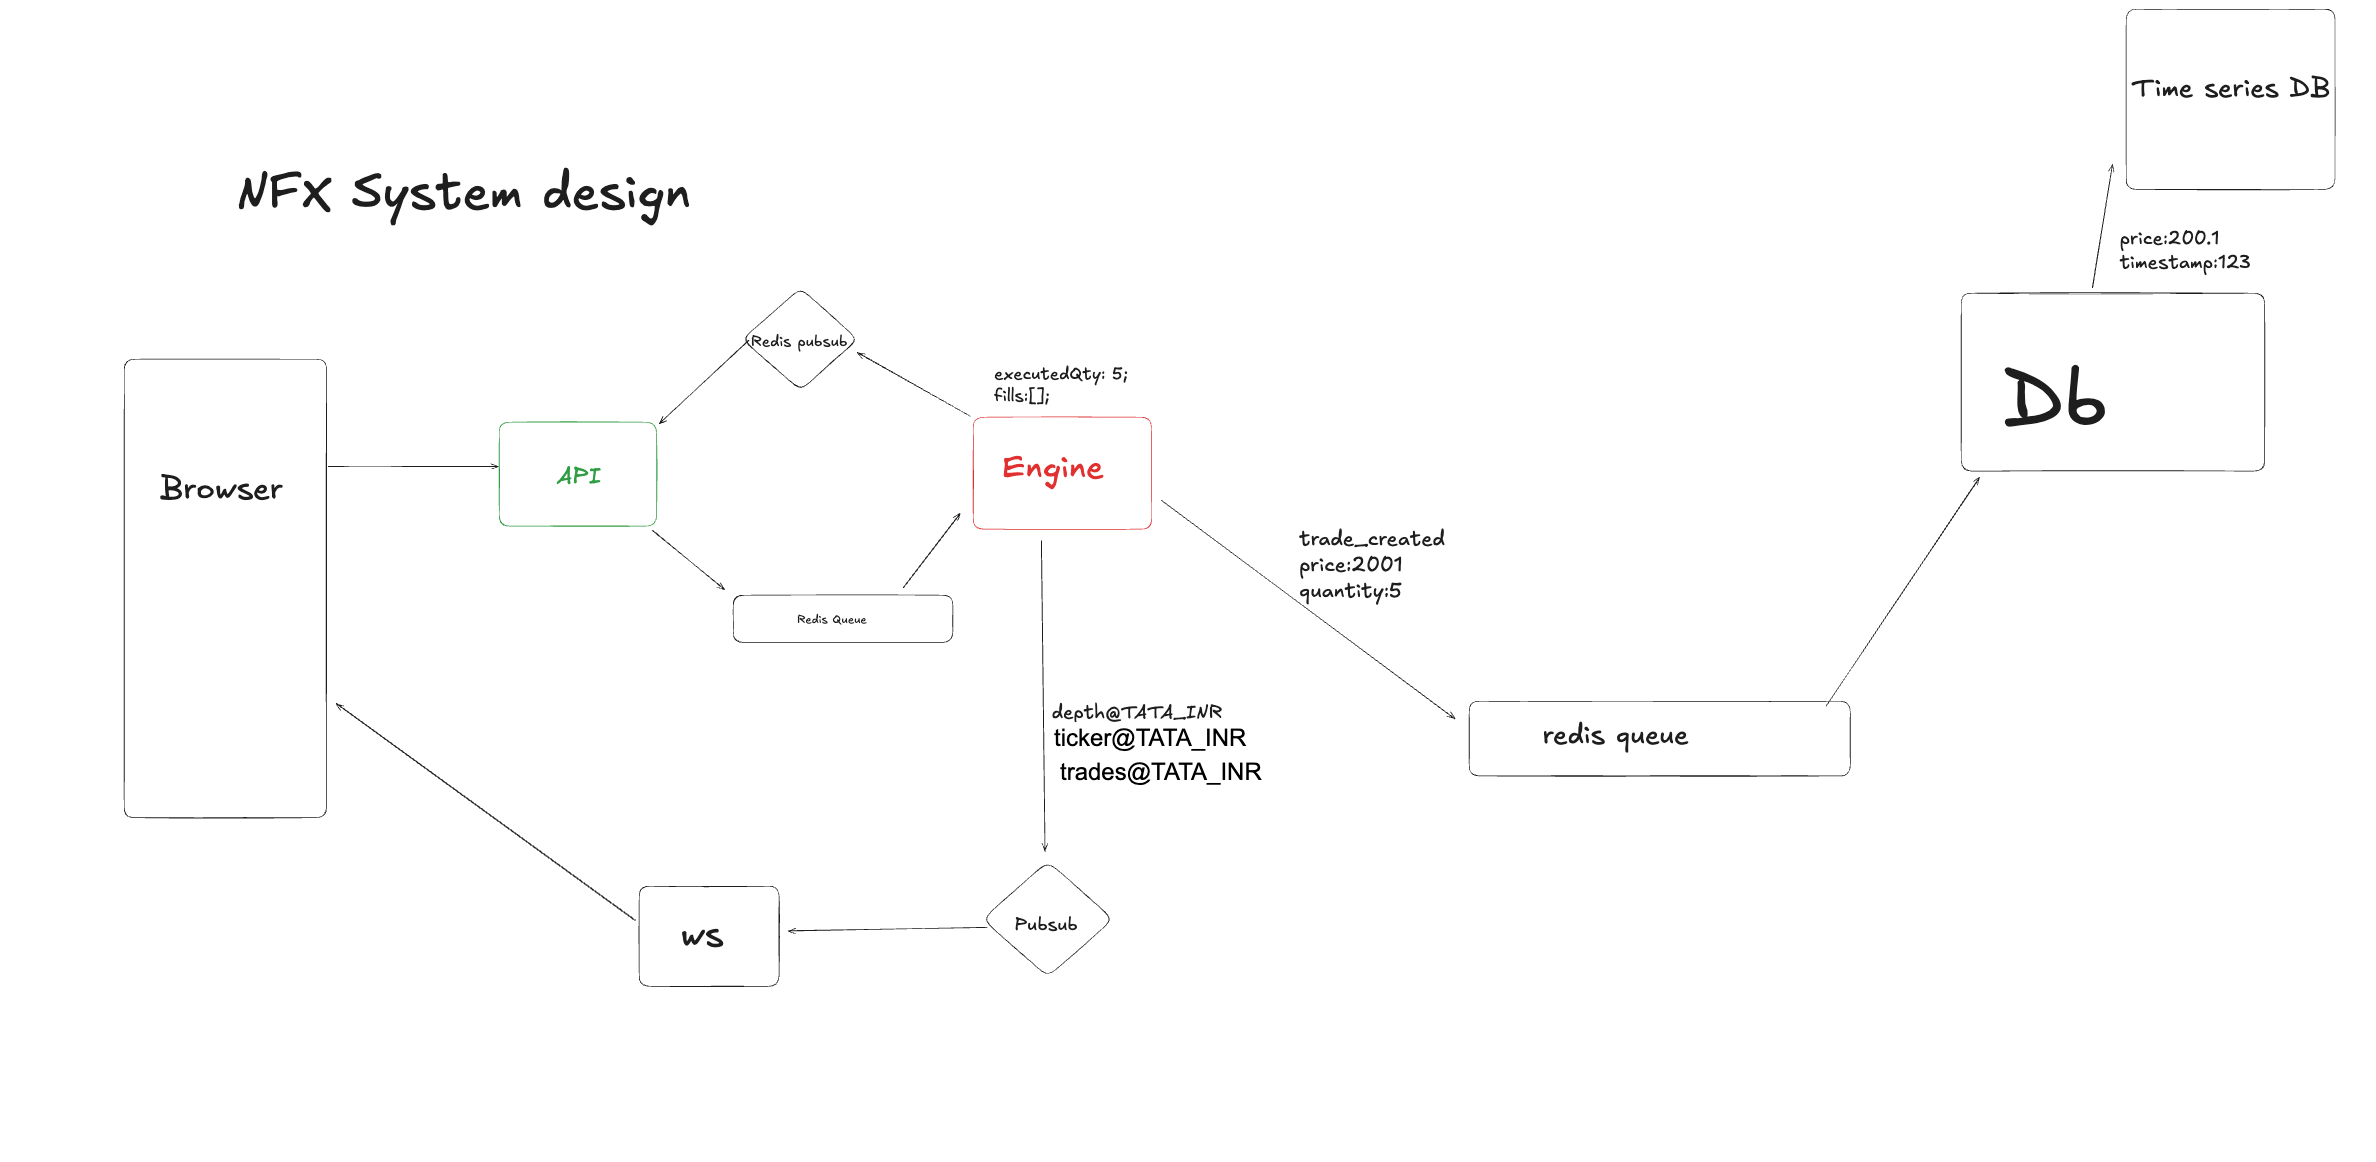 Time series DB
NFX System design
price:200.1
timestamp:123
Redis pubsub
executedQty: 5;
fills:[];
Db
API
Engine
Browser
trade_created
price:2001
quantity:5
Redis Queue
depth@TATA_INR
ticker@TATA_INR
trades@TATA_INR
redis queue
ws
Pubsub